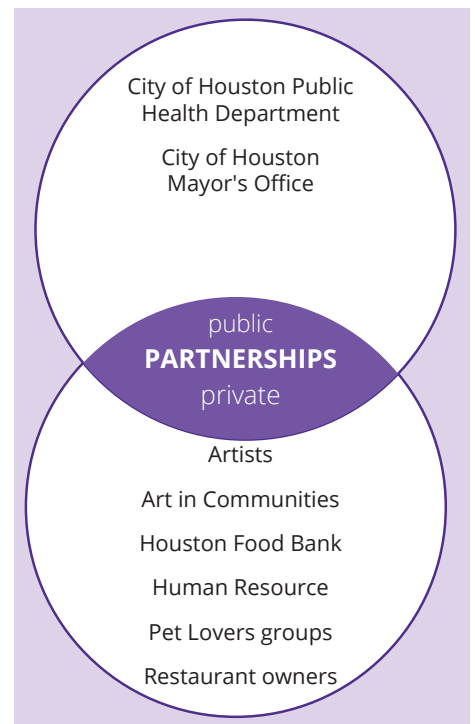 City of Houston Public
Health Department
City of Houston
Mayor's Office
public
PARTNERSHIPS
private
Artists
Art in Communities
Houston Food Bank
Human Resource
Pet Lovers groups
Restaurant owners